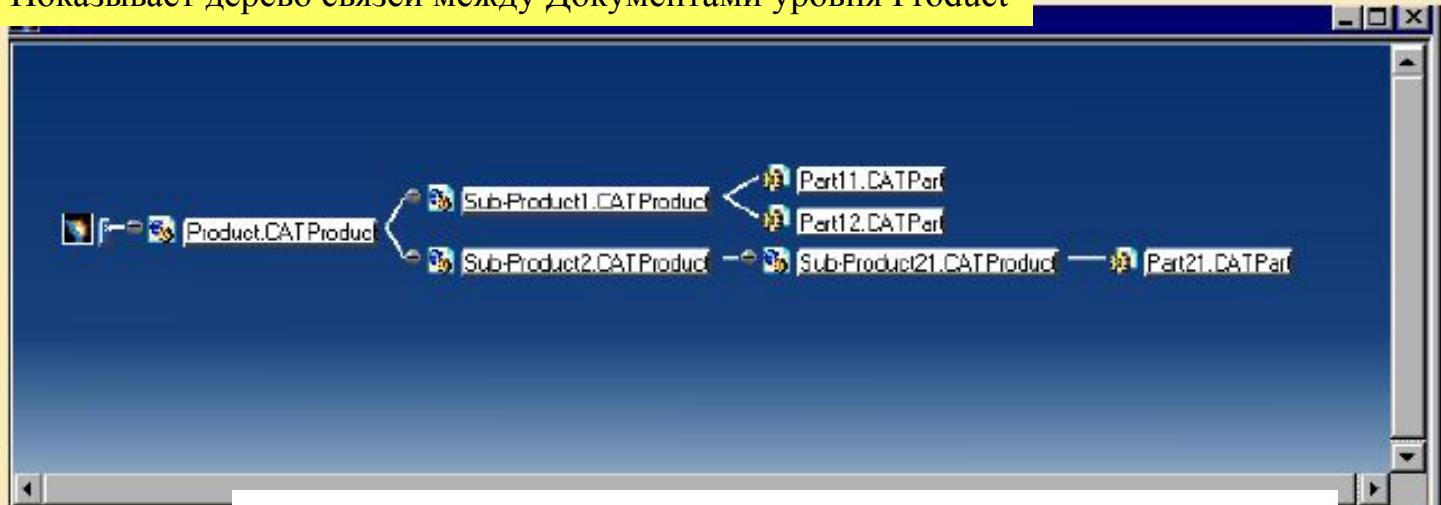 Показывает дерево связей между Документами уровня Product
Part11.CATPart
Sub-Product1.CATProduct
Part12.CATPart
Product.CATProduct
Sub-Product2.CATProduct Sub-Product21.CATProduct Part21.CATPart